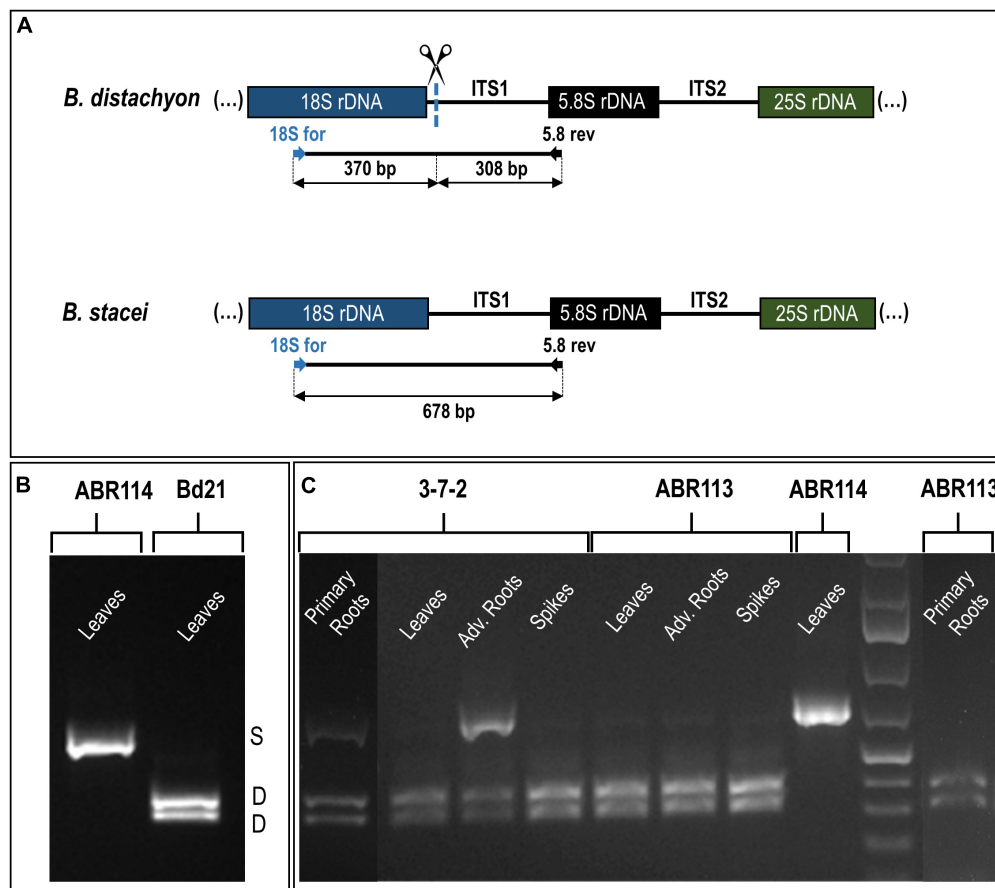 A
B. distachyon (...) 18S rDNA ITS1 5.8S rDNA ITS2 25S rDNA (...)
18S for 5.8 rev
370 bp 308 bp
B. stacei (...) 18S rDNA ITS1 5.8S rDNA ITS2 25S rDNA (...)
18S for 5.8 rev
678 bp
B ABR114 Bd21
Leaves Leaves
S
D
D
C 3-7-2 ABR113 ABR114 ABR113
Primary Roots Leaves Adv. Roots Spikes Leaves Adv. Roots Spikes Leaves Primary Roots